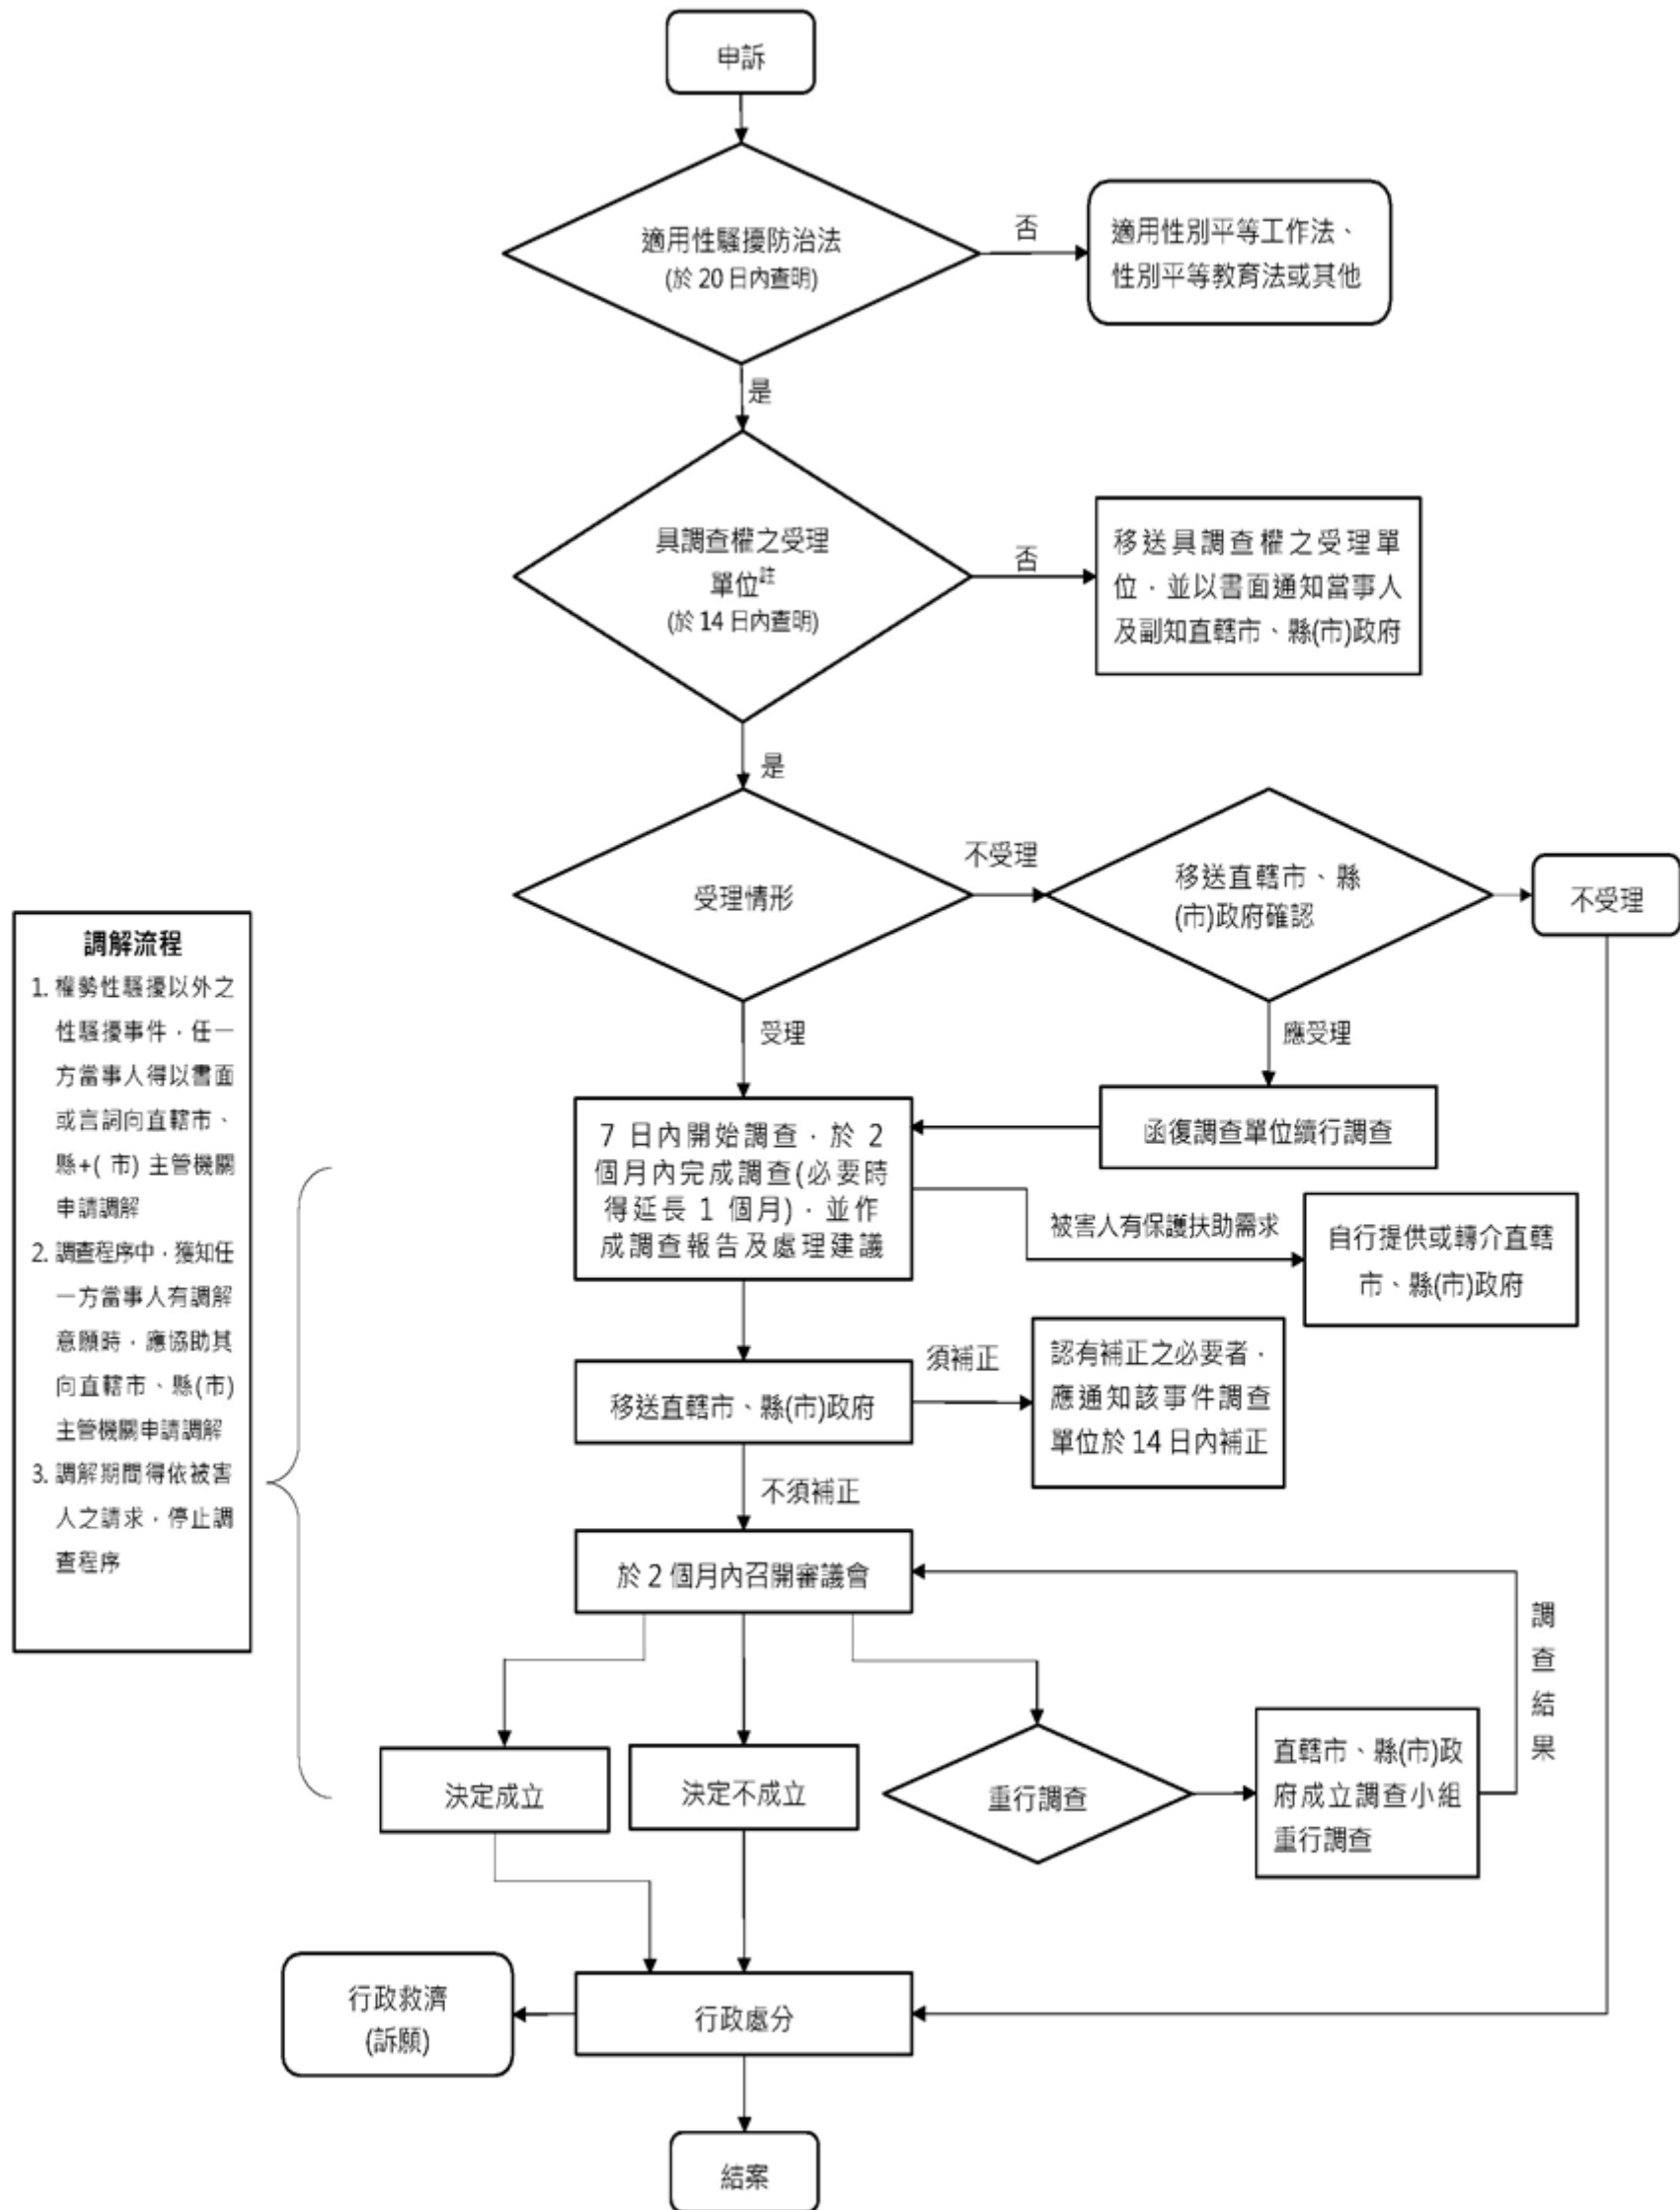 申訴
適用性騷擾防治法
(於 20 日內查明)
否
適用性別平等工作法、
性別平等教育法或其他
是
具調查權之受理
單位註
(於 14 日內查明)
否
移送具調查權之受理單
位，並以書面通知當事人
及副知直轄市、縣(市)政府
是
受理情形
不受理
移送直轄市、縣
(市)政府確認
不受理
受理
應受理
調解流程
1. 權勢性騷擾以外之
性騷擾事件，任一
方當事人得以書面
或言詞向直轄市、
縣+( 市) 主管機關
申請調解
2. 調查程序中，獲知任
一方當事人有調解
意願時，應協助其
向直轄市、縣(市)
主管機關申請調解
3. 調解期間得依被害
人之請求，停止調
查程序
7 日內開始調查，於 2
個月內完成調查(必要時
得延長 1 個月)，並作
成調查報告及處理建議
函復調查單位續行調查
被害人有保護扶助需求
自行提供或轉介直轄
市、縣(市)政府
移送直轄市、縣(市)政府
須補正
認有補正之必要者，
應通知該事件調查
單位於 14 日內補正
不須補正
於 2 個月內召開審議會
決定成立
決定不成立
重行調查
直轄市、縣(市)政
府成立調查小組
重行調查
調
查
結
果
行政處分
行政救濟
(訴願)
結案